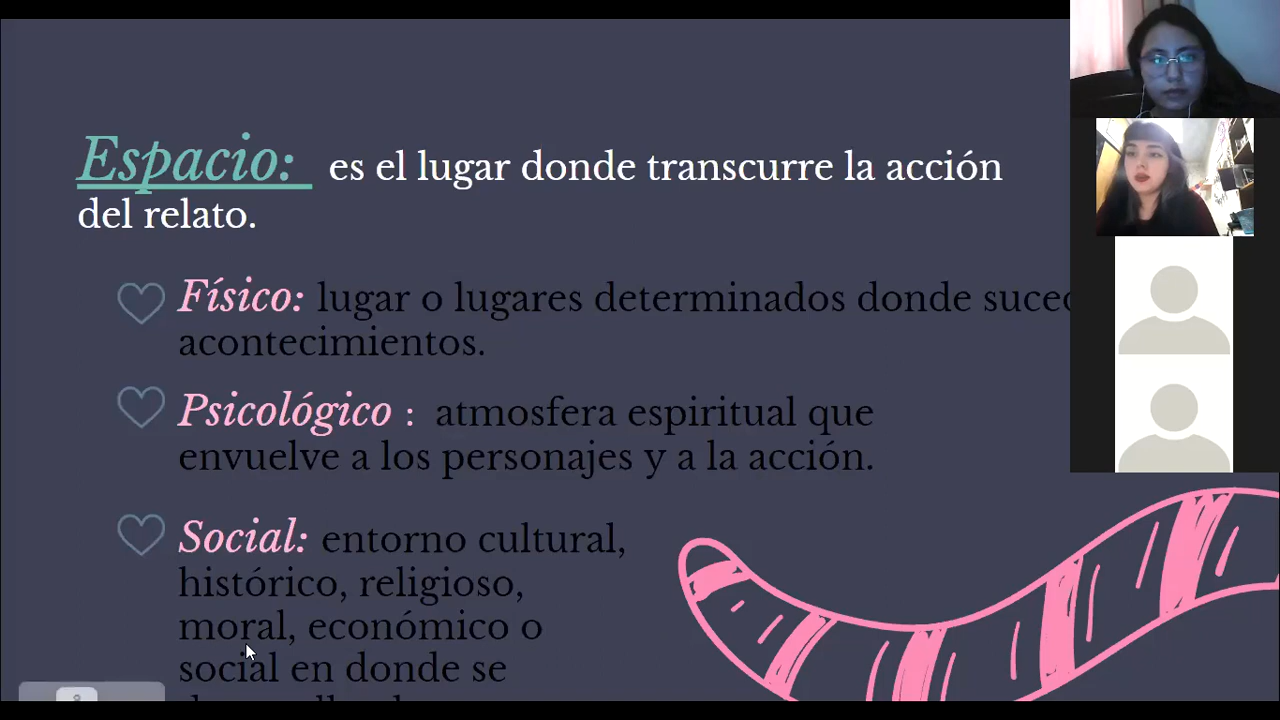 Espacio: es el lugar donde transcurre la acción
del relato.
Físico: lugar o lugares determinados donde
acontecimientos.
Psicológico : atmosfera espiritual que
envuelve a los personajes y a la acción.
Social: entorno cultural,
histórico, religioso,
moral, económico o
social en donde se